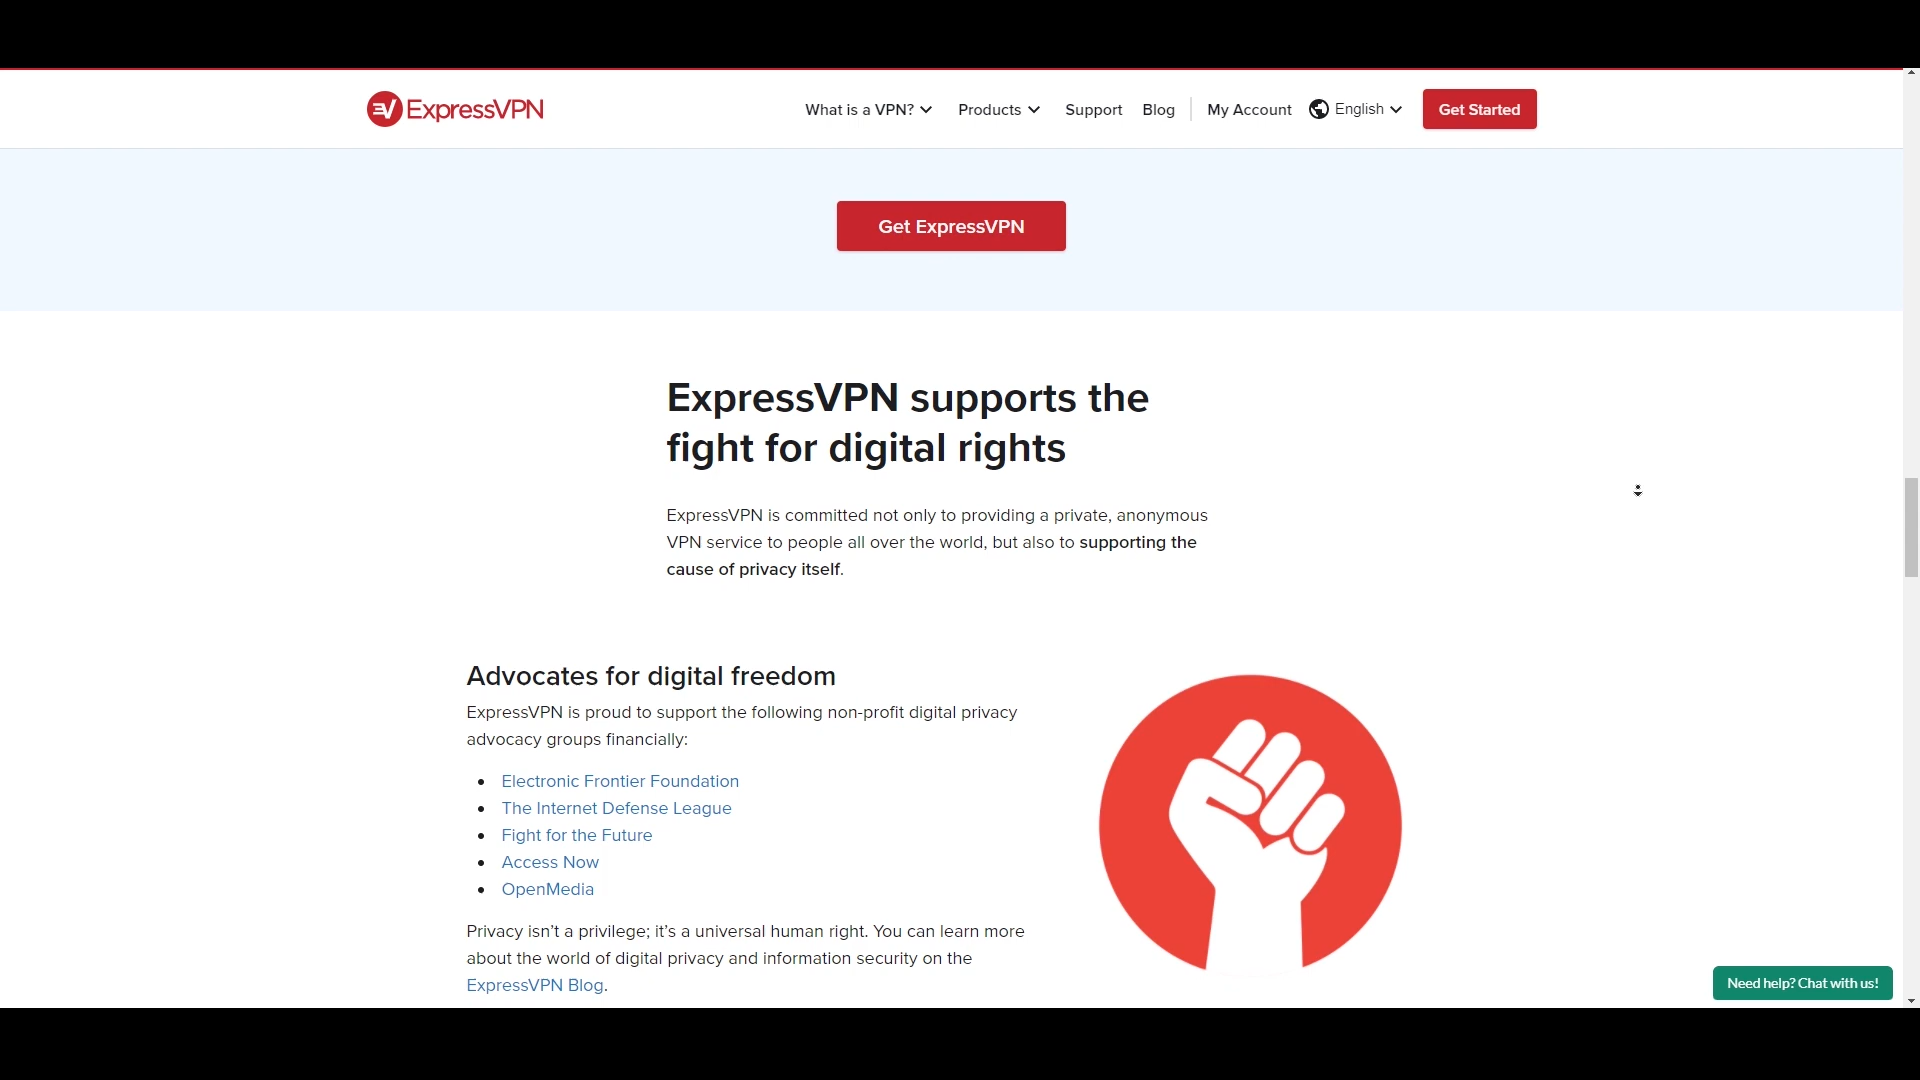 ExpressVPN
What is a VPN? Products Support Blog My Account English Get Started
Get ExpressVPN
ExpressVPN supports the
fight for digital rights
ExpressVPN is committed not only to providing a private, anonymous
VPN service to people all over the world, but also to supporting the
cause of privacy itself.
Advocates for digital freedom
ExpressVPN is proud to support the following non-profit digital privacy
advocacy groups financially:
• Electronic Frontier Foundation
• The Internet Defense League
• Fight for the Future
• Access Now
• OpenMedia
Privacy isn’t a privilege; it’s a universal human right. You can learn more
about the world of digital privacy and information security on the
ExpressVPN Blog.
Need help? Chat with us!